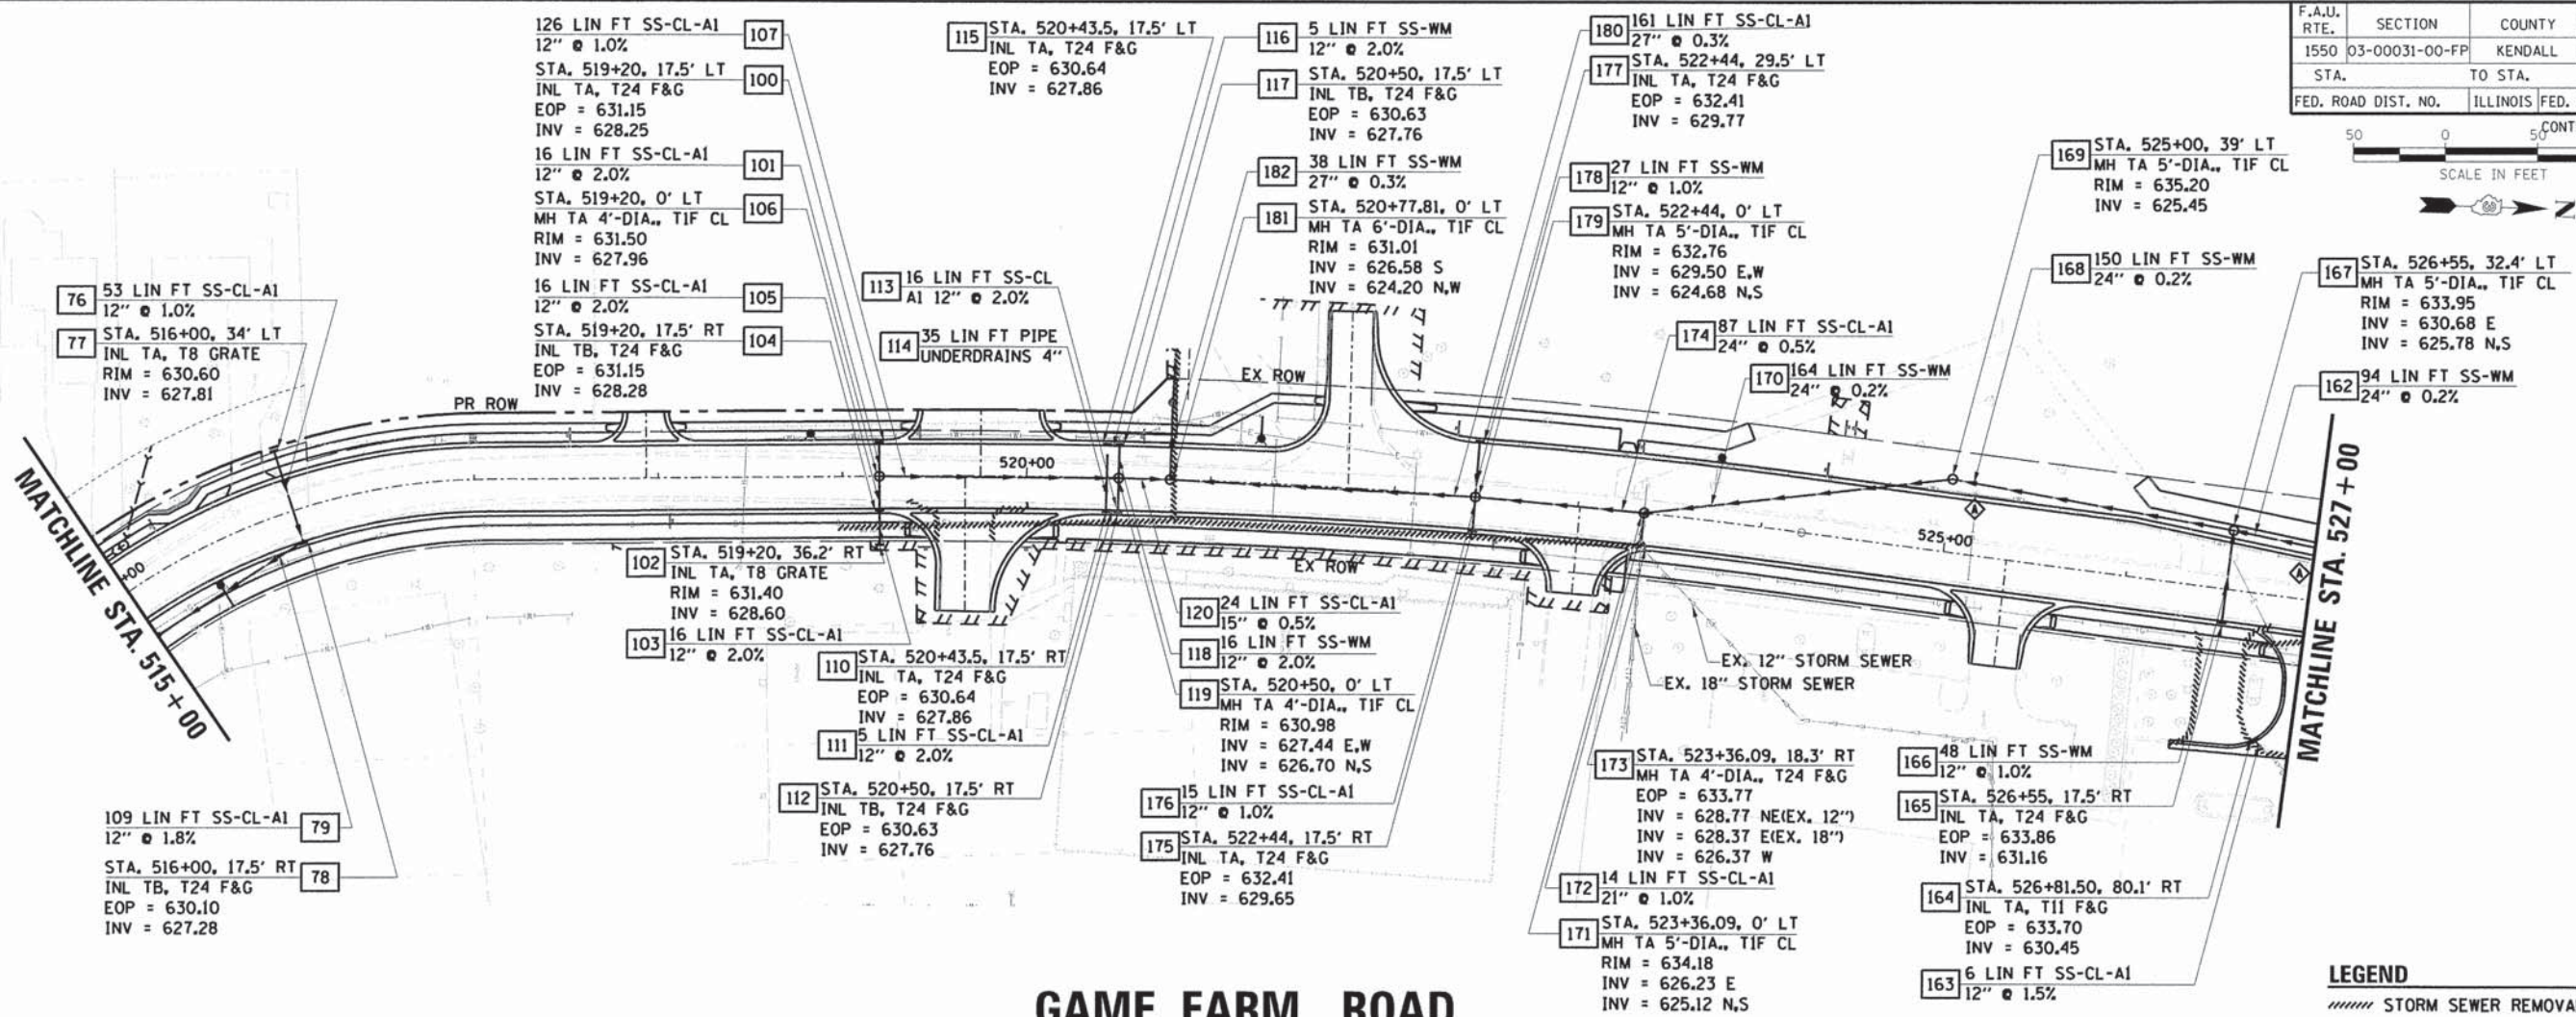 F.A.U. RTE. SECTION COUNTY
1550 03-00031-00-FP KENDALL
STA. TO STA.
FED. ROAD DIST. NO. ILLINOIS FED.
CONT
50 0 50
SCALE IN FEET
126 LIN FT SS-CL-A1
12" @ 1.0%
107
STA. 519+20, 17.5' LT
INL TA, T24 F&G
EOP = 631.15
INV = 628.25
100
16 LIN FT SS-CL-A1
12" @ 2.0%
101
STA. 519+20, 0' LT
MH TA 4'-DIA., T1F CL
RIM = 631.50
INV = 627.96
106
16 LIN FT SS-CL-A1
12" @ 2.0%
105
STA. 519+20, 17.5' RT
INL TB, T24 F&G
EOP = 631.15
INV = 628.28
104
115
STA. 520+43.5, 17.5' LT
INL TA, T24 F&G
EOP = 630.64
INV = 627.86
113
16 LIN FT SS-CL
A1 12" @ 2.0%
114
35 LIN FT PIPE
UNDERDRAINS 4"
116
5 LIN FT SS-WM
12" @ 2.0%
117
STA. 520+50, 17.5' LT
INL TB, T24 F&G
EOP = 630.63
INV = 627.76
182
38 LIN FT SS-WM
27" @ 0.3%
181
STA. 520+77.81, 0' LT
MH TA 6'-DIA., T1F CL
RIM = 631.01
INV = 626.58 S
INV = 624.20 N,W
180
161 LIN FT SS-CL-A1
27" @ 0.3%
177
STA. 522+44, 29.5' LT
INL TA, T24 F&G
EOP = 632.41
INV = 629.77
178
27 LIN FT SS-WM
12" @ 1.0%
179
STA. 522+44, 0' LT
MH TA 5'-DIA., T1F CL
RIM = 632.76
INV = 629.50 E,W
INV = 624.68 N,S
174
87 LIN FT SS-CL-A1
24" @ 0.5%
170
164 LIN FT SS-WM
24" @ 0.2%
169
STA. 525+00, 39' LT
MH TA 5'-DIA., T1F CL
RIM = 635.20
INV = 625.45
168
150 LIN FT SS-WM
24" @ 0.2%
167
STA. 526+55, 32.4' LT
MH TA 5'-DIA., T1F CL
RIM = 633.95
INV = 630.68 E
INV = 625.78 N,S
162
94 LIN FT SS-WM
24" @ 0.2%
76
53 LIN FT SS-CL-A1
12" @ 1.0%
77
STA. 516+00, 34' LT
INL TA, T8 GRATE
RIM = 630.60
INV = 627.81
PR ROW
EX ROW
520+00
525+00
EX ROW
+00
A
A
MATCHLINE STA. 515+00
MATCHLINE STA. 527+00
102
STA. 519+20, 36.2' RT
INL TA, T8 GRATE
RIM = 631.40
INV = 628.60
103
16 LIN FT SS-CL-A1
12" @ 2.0%
110
STA. 520+43.5, 17.5' RT
INL TA, T24 F&G
EOP = 630.64
INV = 627.86
111
5 LIN FT SS-CL-A1
12" @ 2.0%
112
STA. 520+50, 17.5' RT
INL TB, T24 F&G
EOP = 630.63
INV = 627.76
120
24 LIN FT SS-CL-A1
15" @ 0.5%
118
16 LIN FT SS-WM
12" @ 2.0%
119
STA. 520+50, 0' LT
MH TA 4'-DIA., T1F CL
RIM = 630.98
INV = 627.44 E,W
INV = 626.70 N,S
176
15 LIN FT SS-CL-A1
12" @ 1.0%
175
STA. 522+44, 17.5' RT
INL TA, T24 F&G
EOP = 632.41
INV = 629.65
EX. 12" STORM SEWER
EX. 18" STORM SEWER
173
STA. 523+36.09, 18.3' RT
MH TA 4'-DIA., T24 F&G
EOP = 633.77
INV = 628.77 NE(EX. 12")
INV = 628.37 E(EX. 18")
INV = 626.37 W
172
14 LIN FT SS-CL-A1
21" @ 1.0%
171
STA. 523+36.09, 0' LT
MH TA 5'-DIA., T1F CL
RIM = 634.18
INV = 626.23 E
INV = 625.12 N,S
166
48 LIN FT SS-WM
12" @ 1.0%
165
STA. 526+55, 17.5' RT
INL TA, T24 F&G
EOP = 633.86
INV = 631.16
164
STA. 526+81.50, 80.1' RT
INL TA, T11 F&G
EOP = 633.70
INV = 630.45
163
6 LIN FT SS-CL-A1
12" @ 1.5%
109 LIN FT SS-CL-A1
12" @ 1.8%
79
STA. 516+00, 17.5' RT
INL TB, T24 F&G
EOP = 630.10
INV = 627.28
78
GAME FARM ROAD
LEGEND
STORM SEWER REMOVA